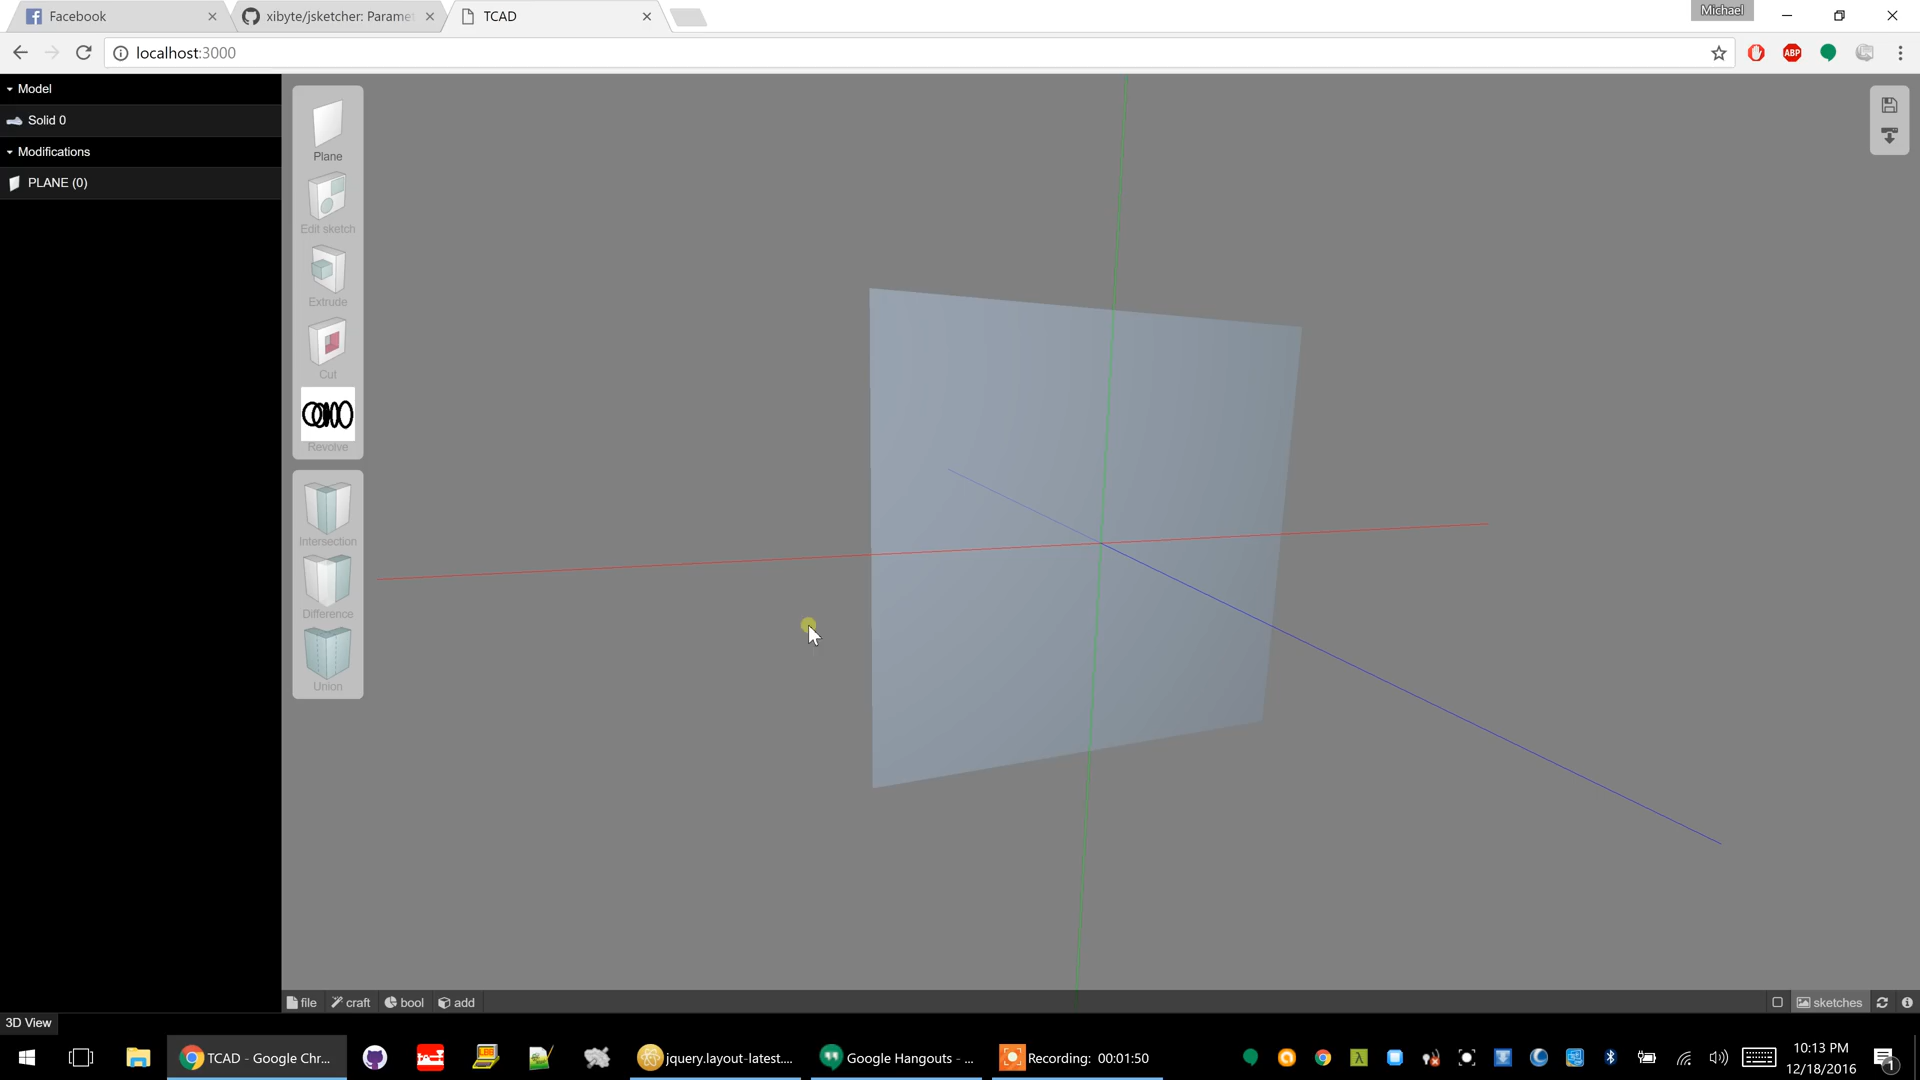 Facebook
xibyte/jsketcher: Paramet
TCAD
Michael
localhost:3000
ABP
Model
Solid 0
Modifications
PLANE (0)
Plane
Edit sketch
Extrude
Cut
Revolve
Intersection
Difference
Union
file
craft
bool
add
sketches
3D View
TCAD - Google Chr...
jquery.layout-latest....
Google Hangouts - ...
Recording: 00:01:50
10:13 PM
12/18/2016
1